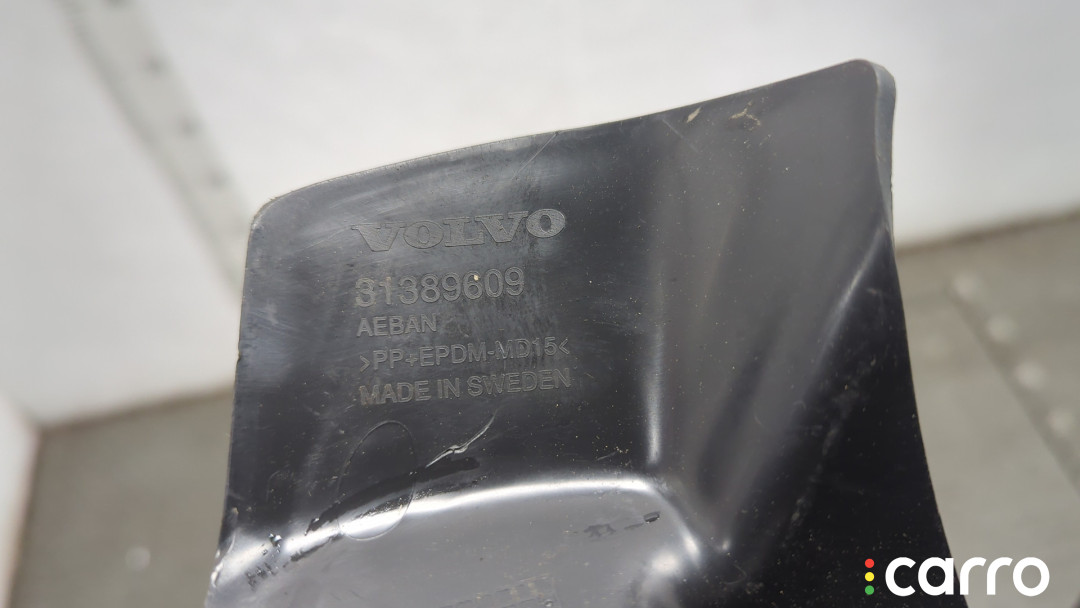 VOLVO
31389609
AEBAN
>PP+EPDM-MD15<
MADE IN SWEDEN
carro